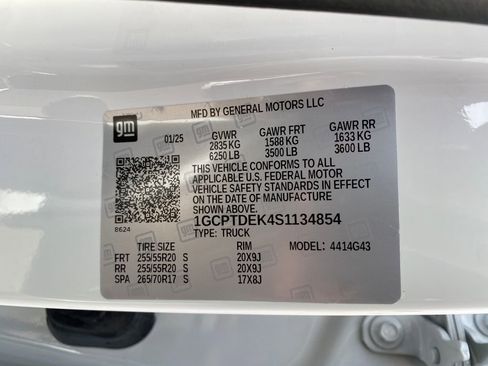 MFD BY GENERAL MOTORS LLC
gm
01/25 GVWR GAWR FRT GAWR RR
2835 KG 1588 KG 1633 KG
6250 LB 3500 LB 3600 LB
THIS VEHICLE CONFORMS TO ALL
APPLICABLE U.S. FEDERAL MOTOR
VEHICLE SAFETY STANDARDS IN EFFECT
ON THE DATE OF MANUFACTURE
SHOWN ABOVE.
1GCPTDEK4S1134854
8624
TYPE: TRUCK
TIRE SIZE RIM MODEL: 4414G43
FRT 255/55R20 S 20X9J
RR 255/55R20 S 20X9J
SPA 265/70R17 S 17X8J